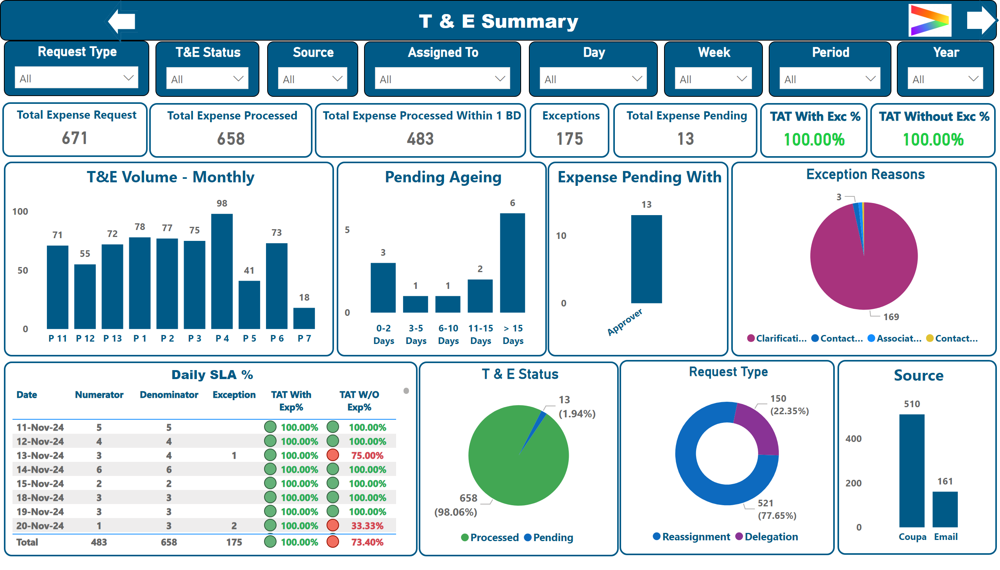 T & E Summary
Request Type
T&E Status
Source
Assigned To
Day
Week
Period
Year
All
All
All
All
All
All
All
All
Total Expense Request
671
Total Expense Processed
658
Total Expense Processed Within 1 BD
483
Exceptions
175
Total Expense Pending
13
TAT With Exc %
100.00%
TAT Without Exc %
100.00%
T&E Volume - Monthly
100
50
0
71
55
72
78
77
75
98
41
73
18
P 11 P 12 P 13 P 1 P 2 P 3 P 4 P 5 P 6 P 7
Pending Ageing
5
0
3
1
1
2
6
0-2 Days
3-5 Days
6-10 Days
11-15 Days
> 15 Days
Expense Pending With
13
10
0
Approver
Exception Reasons
3
169
Clarificati... Contact... Associat... Contact...
Daily SLA %
Date Numerator Denominator Exception TAT With Exp% TAT W/O Exp%
11-Nov-24 5 5 100.00% 100.00%
12-Nov-24 4 4 100.00% 100.00%
13-Nov-24 3 4 1 100.00% 75.00%
14-Nov-24 6 6 100.00% 100.00%
15-Nov-24 2 2 100.00% 100.00%
18-Nov-24 3 3 100.00% 100.00%
19-Nov-24 3 3 100.00% 100.00%
20-Nov-24 1 3 2 100.00% 33.33%
Total 483 658 175 100.00% 73.40%
T & E Status
13
(1.94%)
658
(98.06%)
Processed Pending
Request Type
150
(22.35%)
521
(77.65%)
Reassignment Delegation
Source
510
400
161
200
0
Coupa Email